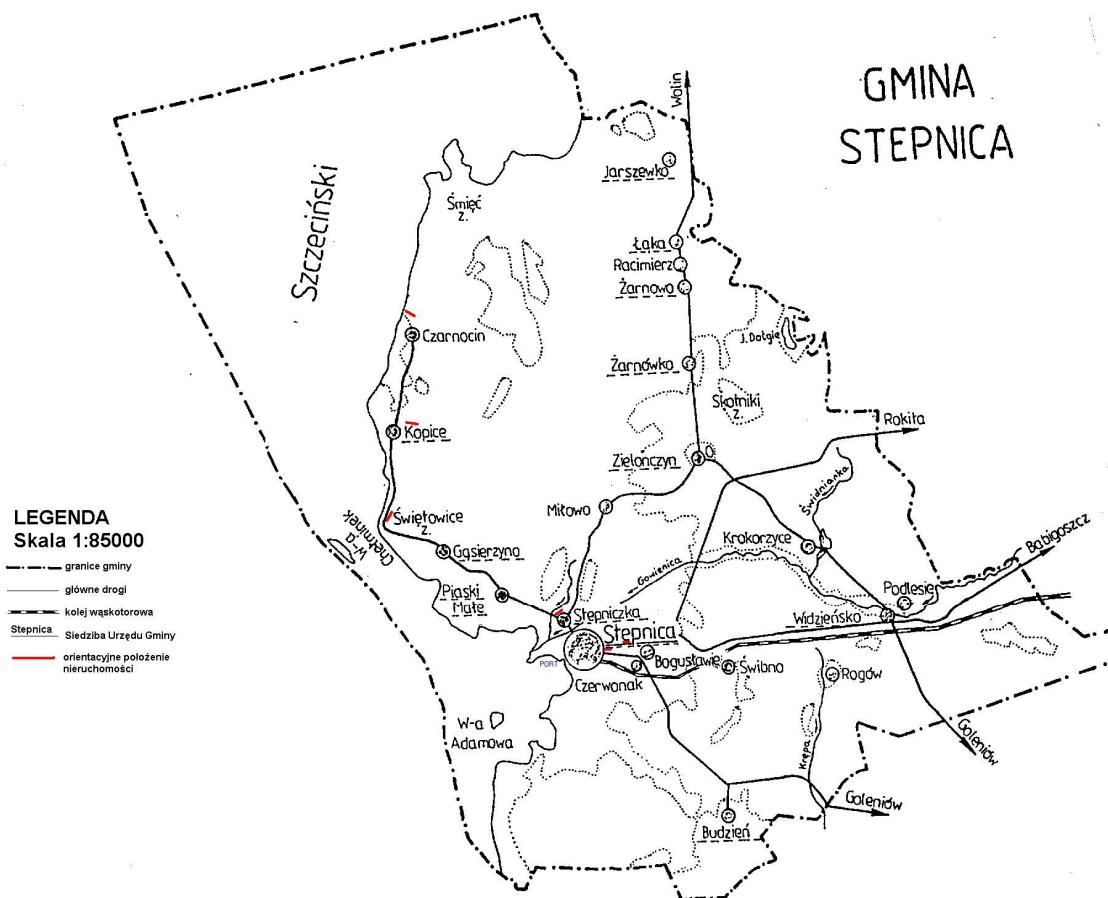 GMINA
STEPNICA
Wolin
Jarszewko
Szczeciński
Śmięć
z.
Łąka
Racimierz
Żarnowo
Czarnocin
J. Dołgie
Żarnówko
Skotniki
z.
Rokita
Kopice
Zielonczyn
Świdnianka
Miłowo
LEGENDA
Skala 1:85000
Świętowice
z.
W-a
Chełminek
Krokorzyce
Babigoszcz
Gąsierzyno
granice gminy
Gowienica
główne drogi
Podlesie
Piaski
Małe
kolej wąskotorowa
Widzieńsko
Stepniczka
Stepnica Siedziba Urzędu Gminy
Stepnica
orientacyjne położenie
nieruchomości
PORT
Bogusławie
Świbno
Rogów
Czerwonak
W-a
Adamowa
Krępa
Goleniów
Goleniów
Budzień